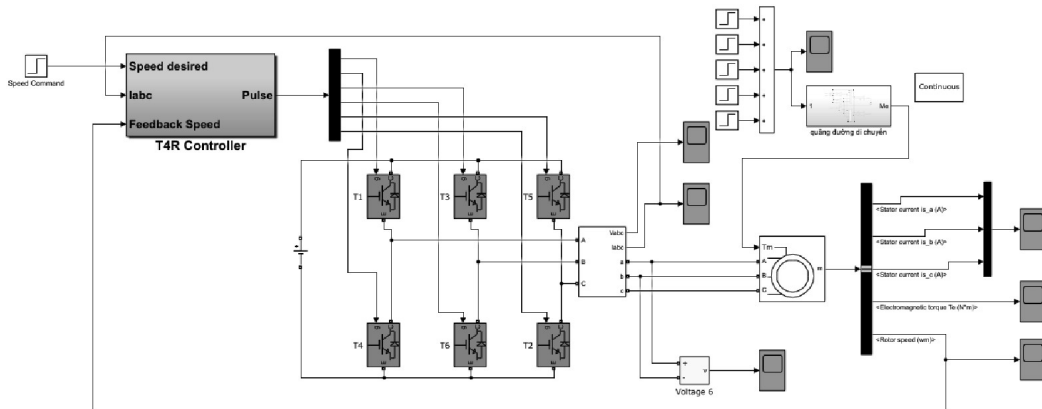 Speed Command
Speed desired
Iabc
Feedback Speed
Pulse
T4R Controller
T1
T3
T5
T4
T6
T2
A
B
C
Vabc
Iabc
a
b
c
Tm
A
B
C
m
Voltage 6
+
-
v
Me
quãng đường di chuyển
Continuous
<Stator current is_a (A)>
<Stator current is_b (A)>
<Stator current is_c (A)>
<Electromagnetic torque Te (N*m)>
<Rotor speed (wm)>